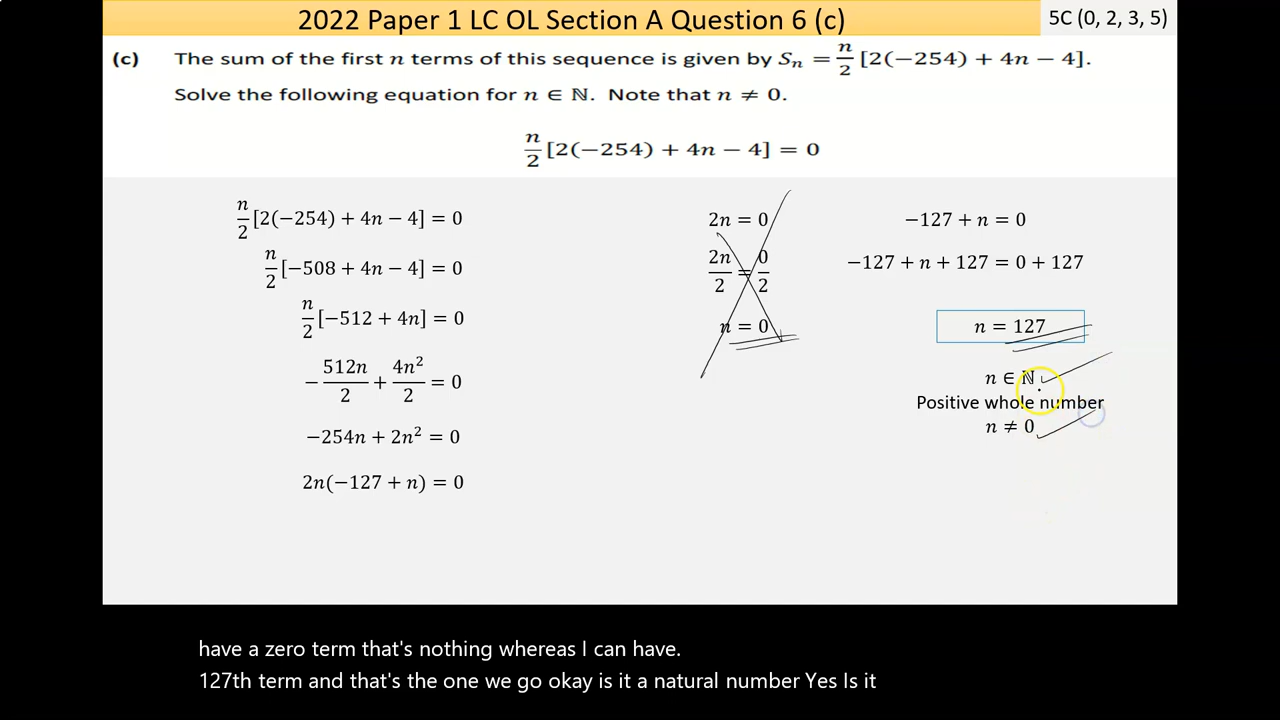 2022 Paper 1 LC OL Section A Question 6 (c)
5C (0, 2, 3, 5)
(c) The sum of the first n terms of this sequence is given by Sₙ = n/2 [2(−254) + 4n − 4].
Solve the following equation for n ∈ ℕ. Note that n ≠ 0.
n/2 [2(−254) + 4n − 4] = 0
n/2 [2(−254) + 4n − 4] = 0
n/2 [−508 + 4n − 4] = 0
n/2 [−512 + 4n] = 0
− 512n/2 + 4n²/2 = 0
−254n + 2n² = 0
2n(−127 + n) = 0
2n = 0
2n/2 = 0/2
n = 0
−127 + n = 0
−127 + n + 127 = 0 + 127
n = 127
n ∈ ℕ
Positive whole number
n ≠ 0
have a zero term that's nothing whereas I can have.
127th term and that's the one we go okay is it a natural number Yes Is it